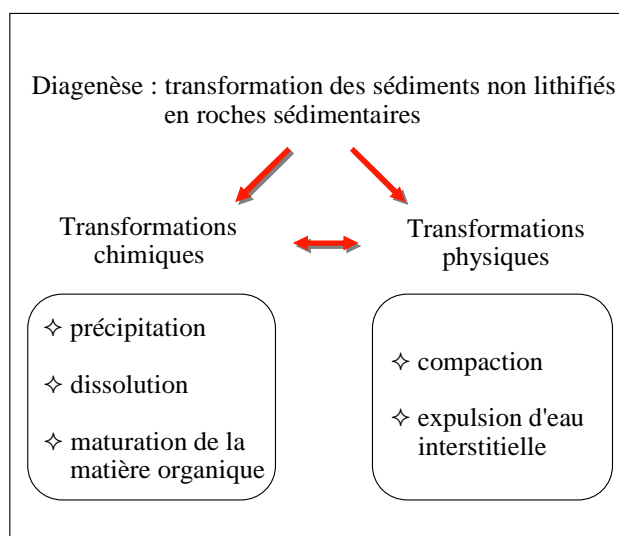 Diagenèse : transformation des sédiments non lithifiés
en roches sédimentaires
Transformations
chimiques
Transformations
physiques
✧ précipitation
✧ dissolution
✧ maturation de la
matière organique
✧ compaction
✧ expulsion d'eau
interstitielle